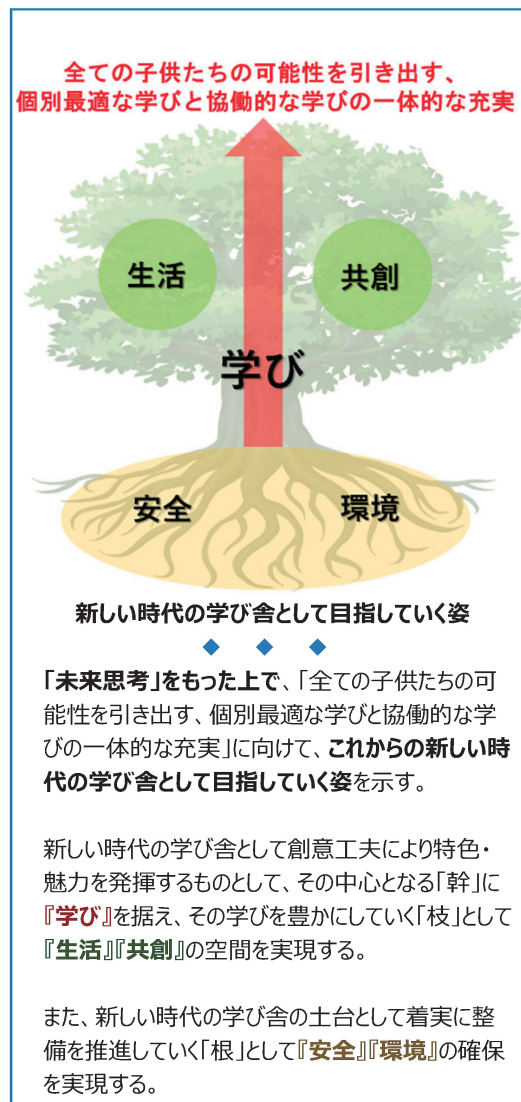 全ての子供たちの可能性を引き出す、
個別最適な学びと協働的な学びの一体的な充実
生活
共創
学び
安全
環境
新しい時代の学び舎として目指していく姿
「未来思考」をもった上で、「全ての子供たちの可
能性を引き出す、個別最適な学びと協働的な学
びの一体的な充実」に向けて、これからの新しい時
代の学び舎として目指していく姿を示す。
新しい時代の学び舎として創意工夫により特色・
魅力を発揮するものとして、その中心となる「幹」に
『学び』を据え、その学びを豊かにしていく「枝」として
『生活』『共創』の空間を実現する。
また、新しい時代の学び舎の土台として着実に整
備を推進していく「根」として『安全』『環境』の確保
を実現する。